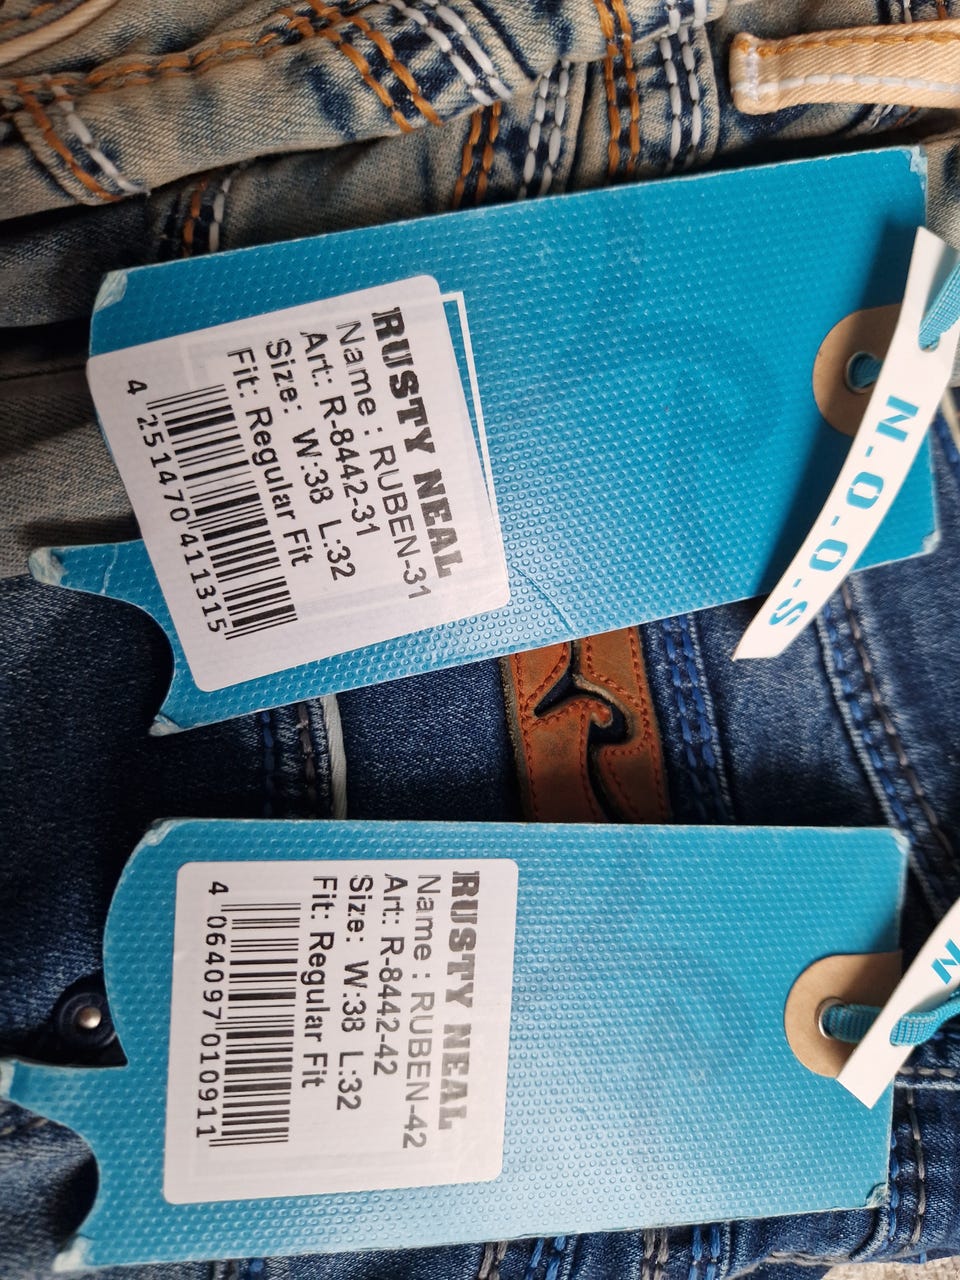 RUSTY NEAL
Name : RUBEN-31
Art: R-8442-31
Size: W:38 L:32
Fit: Regular Fit
4 251470 411315
N-O-O-S
RUSTY NEAL
Name : RUBEN-42
Art: R-8442-42
Size: W:38 L:32
Fit: Regular Fit
4 064097 010911
N